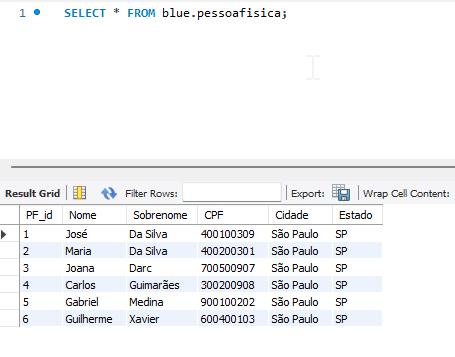 1 SELECT * FROM blue.pessoafisica;
Result Grid Filter Rows: Export: Wrap Cell Content:
PF_id Nome Sobrenome CPF Cidade Estado
1 José Da Silva 400100309 São Paulo SP
2 Maria Da Silva 400200301 São Paulo SP
3 Joana Darc 700500907 São Paulo SP
4 Carlos Guimarães 300200908 São Paulo SP
5 Gabriel Medina 900100202 São Paulo SP
6 Guilherme Xavier 600400103 São Paulo SP